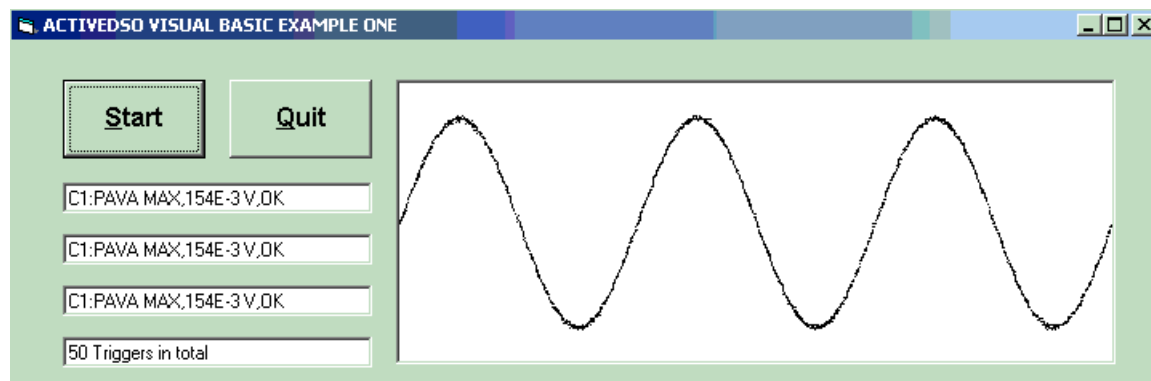 ACTIVEDSO VISUAL BASIC EXAMPLE ONE
Start Quit
C1:PAVA MAX,154E-3 V,OK
C1:PAVA MAX,154E-3 V,OK
C1:PAVA MAX,154E-3 V,OK
50 Triggers in total